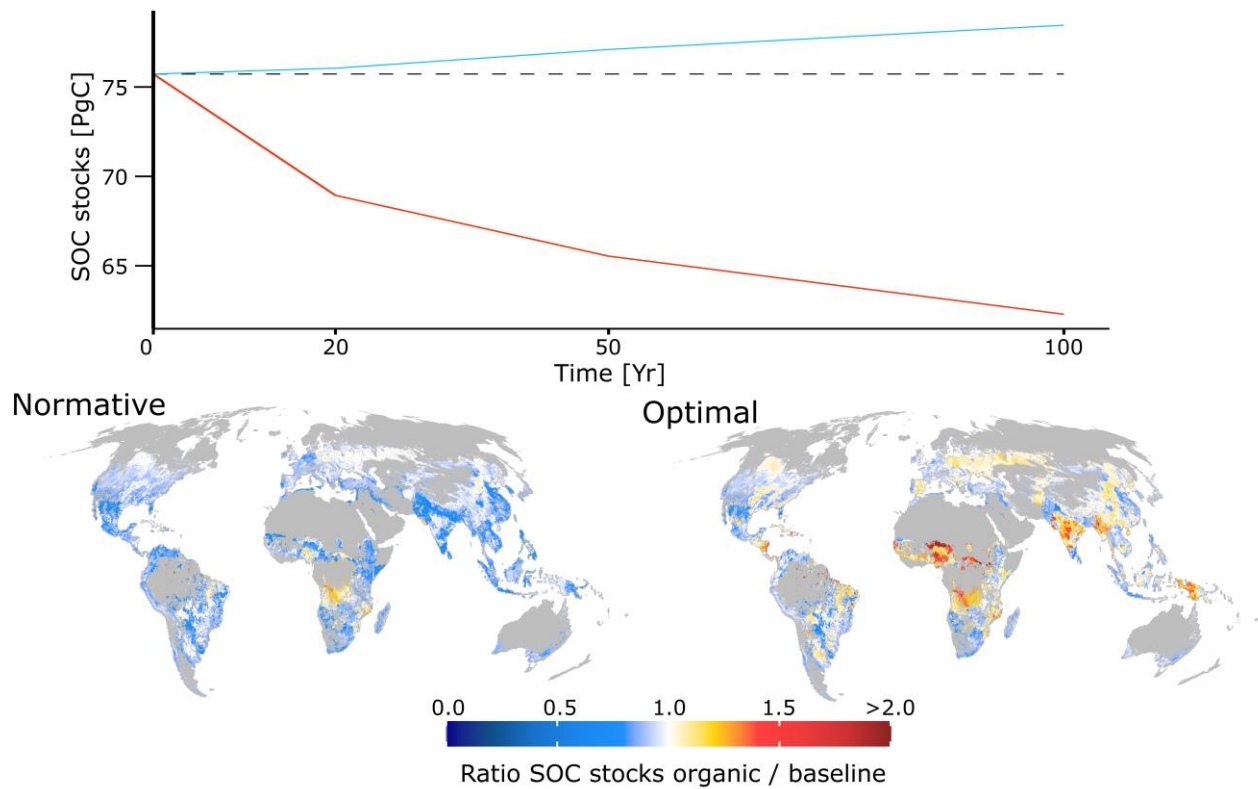 SOC stocks [PgC]
75
70
65
0 20 50 100
Time [Yr]
Normative
Optimal
0.0 0.5 1.0 1.5 >2.0
Ratio SOC stocks organic / baseline